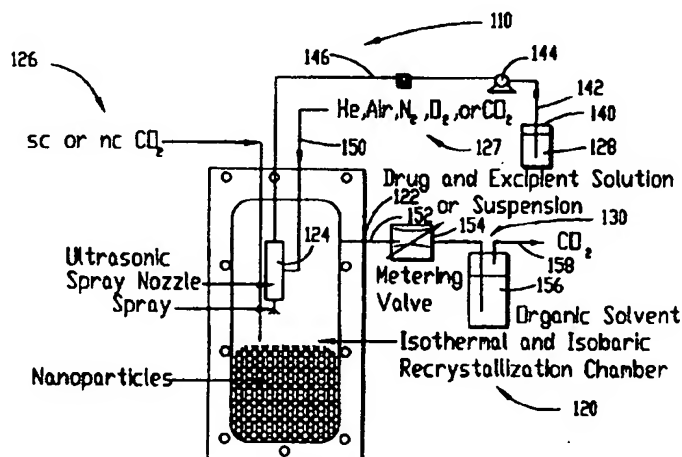 110
126
146
144
142
He,Air,N2,O2,orCO2
140
sc or nc CO2
150
127
128
Drug and Excipient Solution
or Suspension
122
152
154
130
124
CO2
158
Ultrasonic
Spray Nozzle
Metering
Valve
156
Spray
Organic Solvent
Isothermal and Isobaric
Recrystallization Chamber
Nanoparticles
120